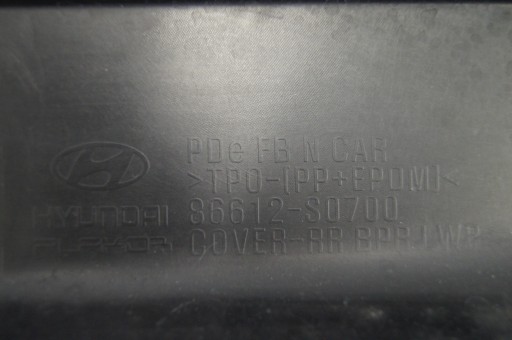 PDe FB N CAR
>TPO-(PP+EPDM)<
HYUNDAI 86612-S0700
COVER-RR BPR LWR